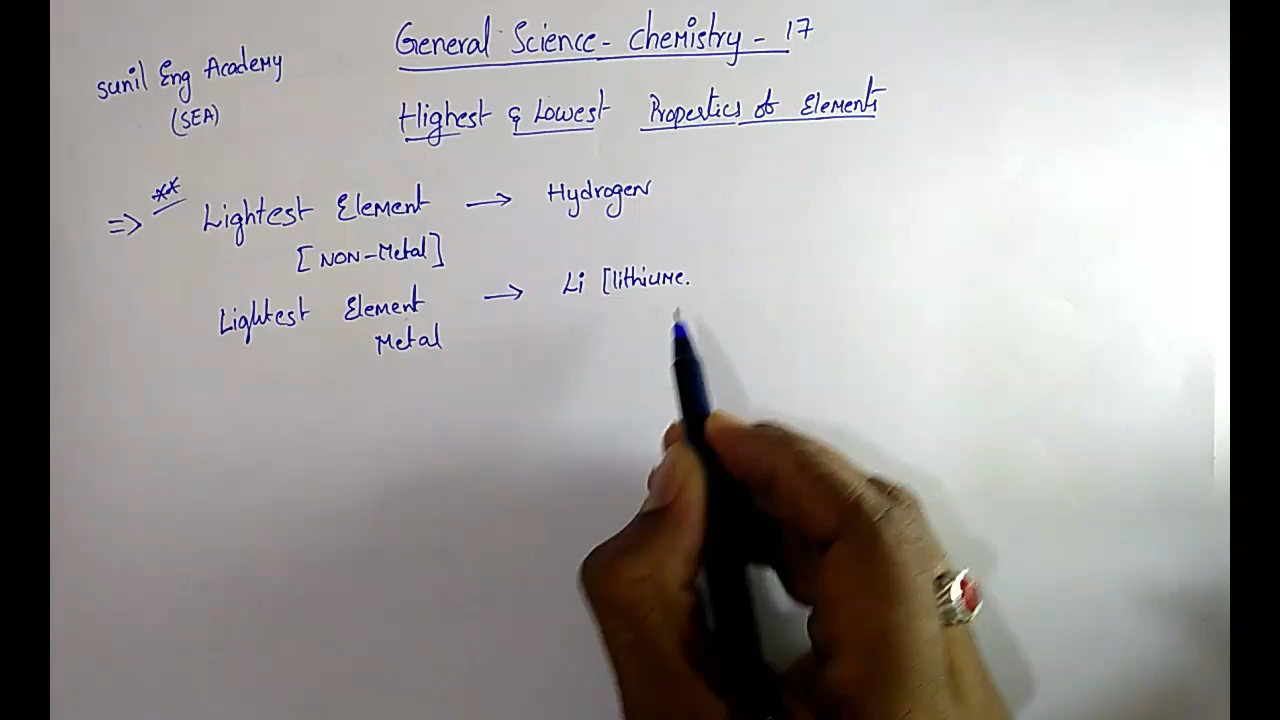 General Science - Chemistry - 17
Sunil Eng Academy
(SEA)
Highest & Lowest Properties of Elements
⇒ ** Lightest Element → Hydrogen
[NON-Metal]
Lightest Element → Li [lithiume.
Metal